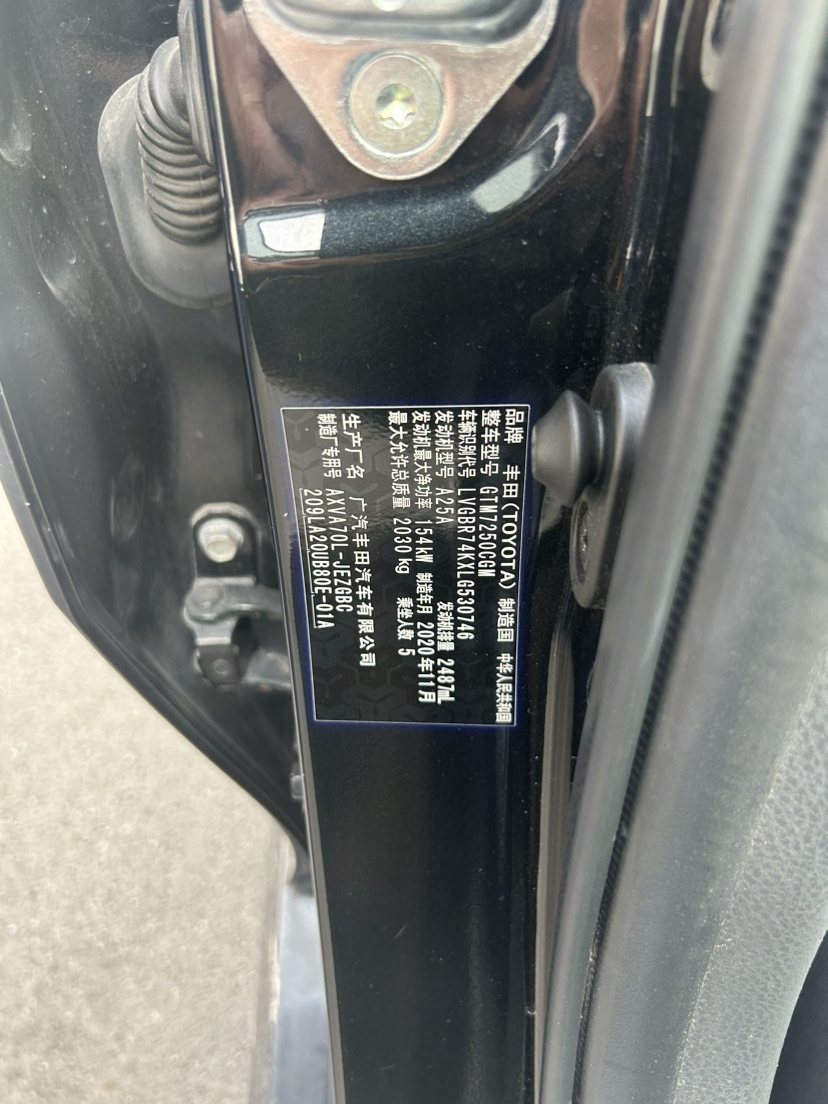 品牌 丰田(TOYOTA) 制造国 中华人民共和国
整车型号 GTM7250CGM
车辆识别代号 LVGBR74KXLG530746
发动机型号 A25A 发动机排量 2487mL
发动机最大净功率 154kW 制造年月 2020年11月
最大允许总质量 2030kg 乘坐人数 5
生产厂名 广汽丰田汽车有限公司
制造厂专用号 AXVA70L-JEZGBC
209LA20UB80E-01A